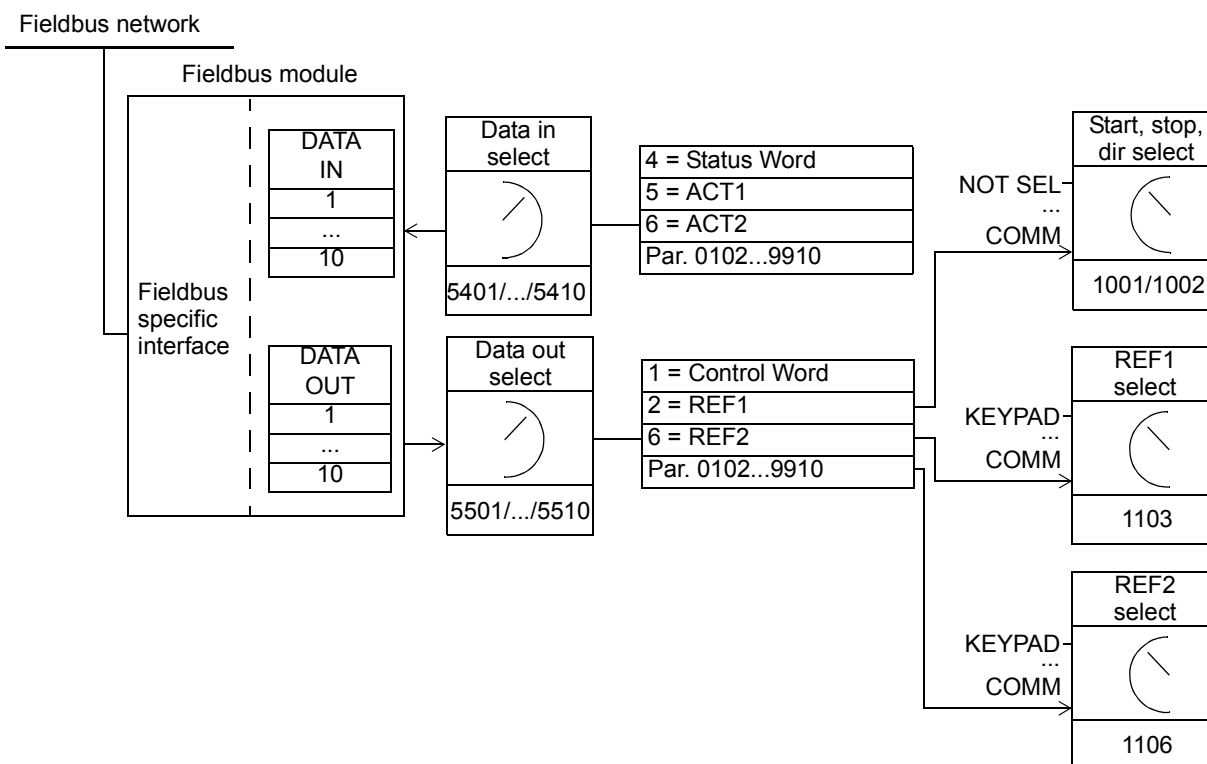 Fieldbus network
Fieldbus module
Fieldbus
specific
interface
DATA
IN
1
...
10
DATA
OUT
1
...
10
Data in
select
5401/.../5410
Data out
select
5501/.../5510
4 = Status Word
5 = ACT1
6 = ACT2
Par. 0102...9910
1 = Control Word
2 = REF1
6 = REF2
Par. 0102...9910
Start, stop,
dir select
NOT SEL
...
COMM
1001/1002
REF1
select
KEYPAD
...
COMM
1103
REF2
select
KEYPAD
...
COMM
1106